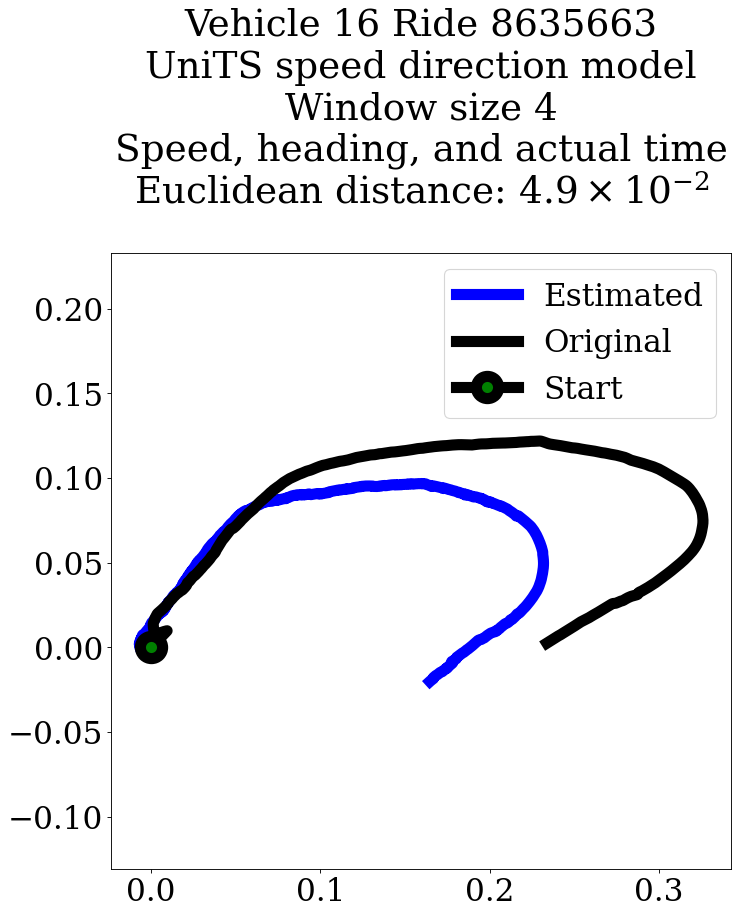 Vehicle 16 Ride 8635663
UniTS speed direction model
Window size 4
Speed, heading, and actual time
Euclidean distance: 4.9 × 10⁻²
Estimated
Original
Start
0.20
0.15
0.10
0.05
0.00
−0.05
−0.10
0.0 0.1 0.2 0.3